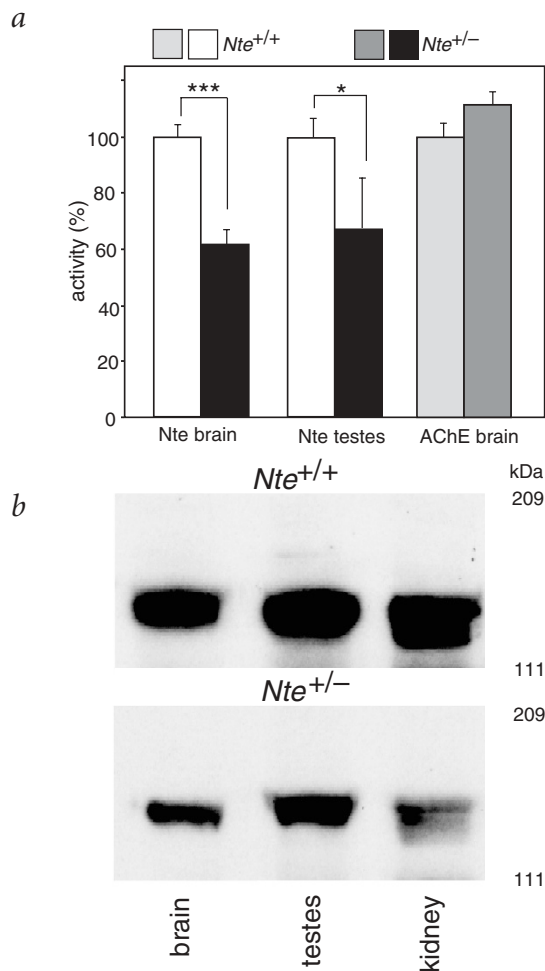 a
Nte+/+ Nte+/–
*** *
activity (%)
100
80
60
40
20
0
Nte brain Nte testes AChE brain
b
Nte+/+
kDa
209
111
Nte+/–
209
111
brain testes kidney